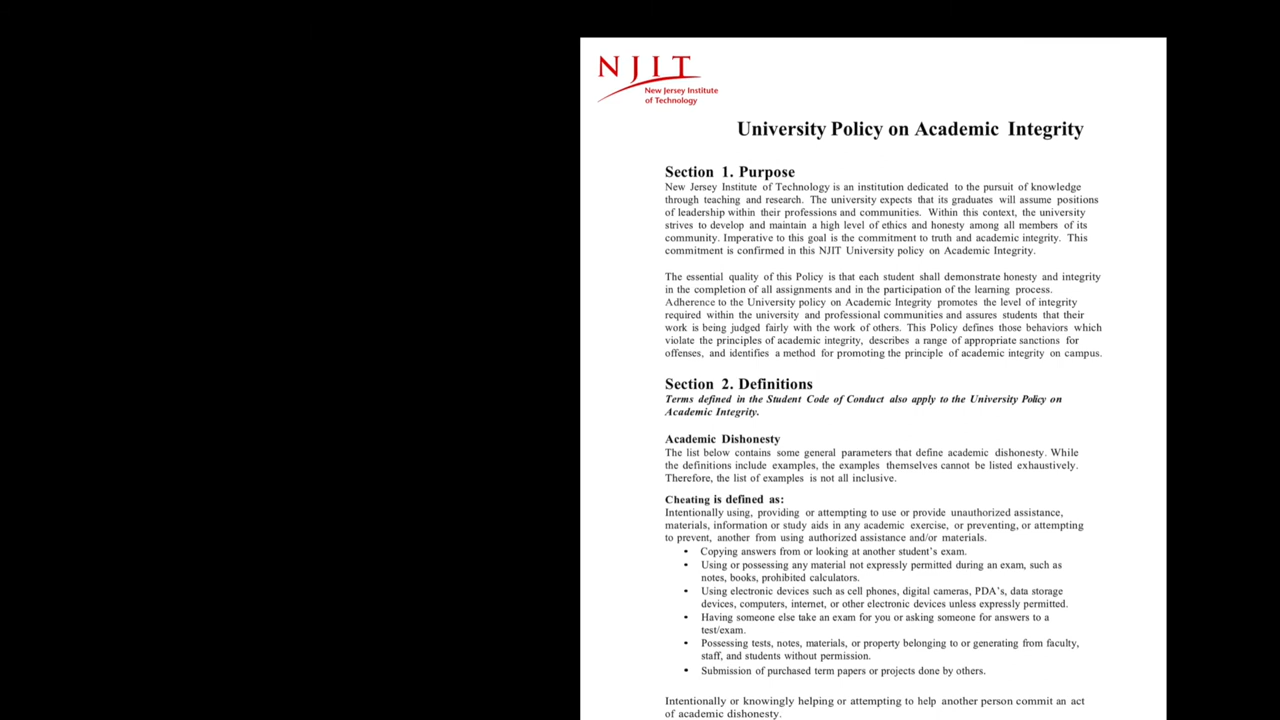 NJIT
New Jersey Institute
of Technology
University Policy on Academic Integrity
Section 1. Purpose
New Jersey Institute of Technology is an institution dedicated to the pursuit of knowledge
through teaching and research. The university expects that its graduates will assume positions
of leadership within their professions and communities. Within this context, the university
strives to develop and maintain a high level of ethics and honesty among all members of its
community. Imperative to this goal is the commitment to truth and academic integrity. This
commitment is confirmed in this NJIT University policy on Academic Integrity.
The essential quality of this Policy is that each student shall demonstrate honesty and integrity
in the completion of all assignments and in the participation of the learning process.
Adherence to the University policy on Academic Integrity promotes the level of integrity
required within the university and professional communities and assures students that their
work is being judged fairly with the work of others. This Policy defines those behaviors which
violate the principles of academic integrity, describes a range of appropriate sanctions for
offenses, and identifies a method for promoting the principle of academic integrity on campus.
Section 2. Definitions
Terms defined in the Student Code of Conduct also apply to the University Policy on
Academic Integrity.
Academic Dishonesty
The list below contains some general parameters that define academic dishonesty. While
the definitions include examples, the examples themselves cannot be listed exhaustively.
Therefore, the list of examples is not all inclusive.
Cheating is defined as:
Intentionally using, providing or attempting to use or provide unauthorized assistance,
materials, information or study aids in any academic exercise, or preventing, or attempting
to prevent, another from using authorized assistance and/or materials.
• Copying answers from or looking at another student's exam.
• Using or possessing any material not expressly permitted during an exam, such as
notes, books, prohibited calculators.
• Using electronic devices such as cell phones, digital cameras, PDA's, data storage
devices, computers, internet, or other electronic devices unless expressly permitted.
• Having someone else take an exam for you or asking someone for answers to a
test/exam.
• Possessing tests, notes, materials, or property belonging to or generating from faculty,
staff, and students without permission.
• Submission of purchased term papers or projects done by others.
Intentionally or knowingly helping or attempting to help another person commit an act
of academic dishonesty.